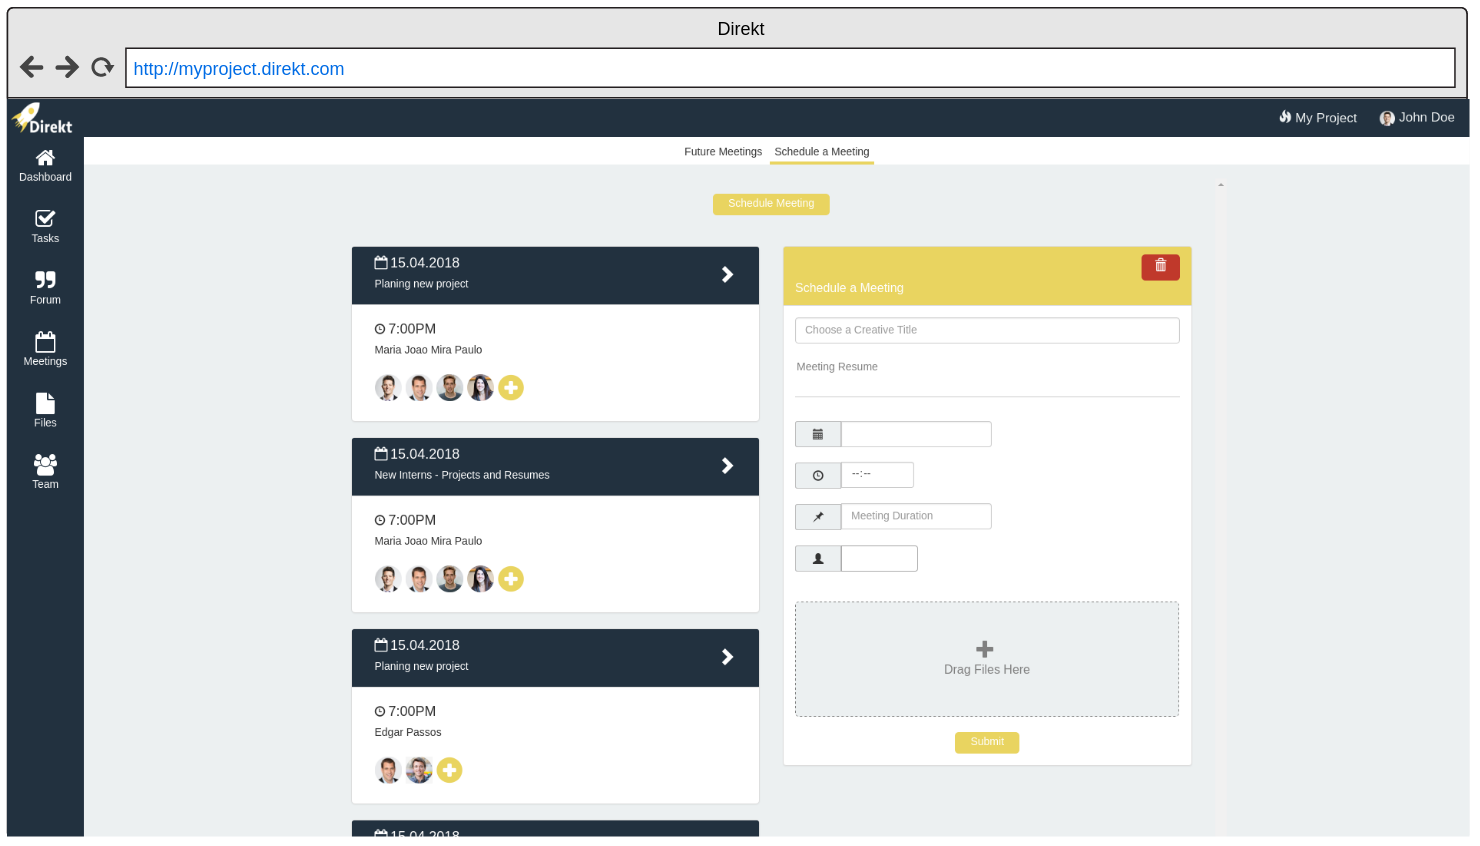 Direkt
http://myproject.direkt.com
Direkt
My Project
John Doe
Dashboard
Tasks
Forum
Meetings
Files
Team
Future Meetings
Schedule a Meeting
Schedule Meeting
15.04.2018
Planing new project
7:00PM
Maria Joao Mira Paulo
15.04.2018
New Interns - Projects and Resumes
7:00PM
Maria Joao Mira Paulo
15.04.2018
Planing new project
7:00PM
Edgar Passos
15.04.2018
Schedule a Meeting
Choose a Creative Title
Meeting Resume
--:--
Meeting Duration
Drag Files Here
Submit